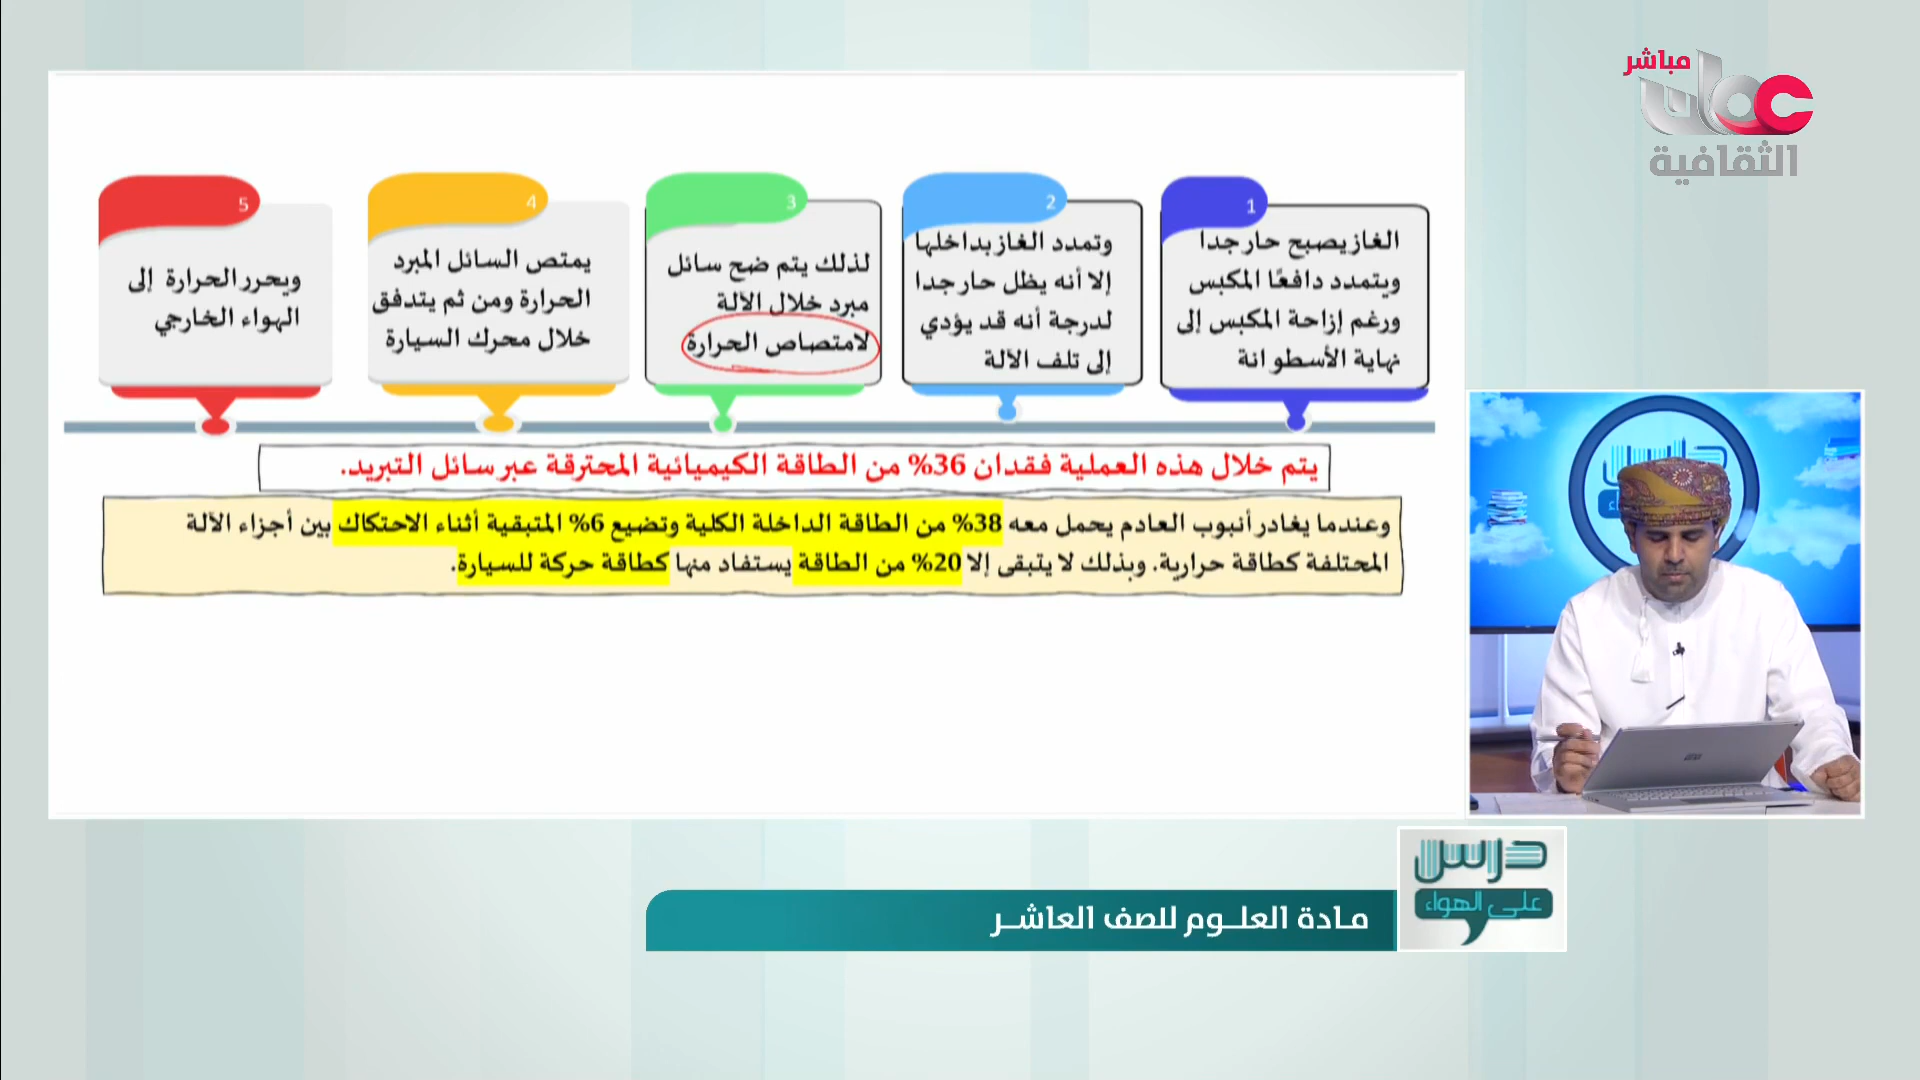 مباشر
عمان
الثقافية
1
الغاز يصبح حار جدا
ويتمدد دافعًا المكبس
ورغم إزاحة المكبس إلى
نهاية الأسطوانة
2
وتمدد الغاز بداخلها
إلا أنه يظل حار جدا
لدرجة أنه قد يؤدي
إلى تلف الآلة
3
لذلك يتم ضخ سائل
مبرد خلال الآلة
لامتصاص الحرارة
4
يمتص السائل المبرد
الحرارة ومن ثم يتدفق
خلال محرك السيارة
5
ويحرر الحرارة إلى
الهواء الخارجي
يتم خلال هذه العملية فقدان 36% من الطاقة الكيميائية المحترقة عبر سائل التبريد.
وعندما يغادر أنبوب العادم يحمل معه 38% من الطاقة الداخلة الكلية وتضيع 6% المتبقية أثناء الاحتكاك بين أجزاء الآلة
المحتلفة كطاقة حرارية. وبذلك لا يتبقى إلا 20% من الطاقة يستفاد منها كطاقة حركة للسيارة.
درس
على الهواء
مادة العلوم للصف العاشر